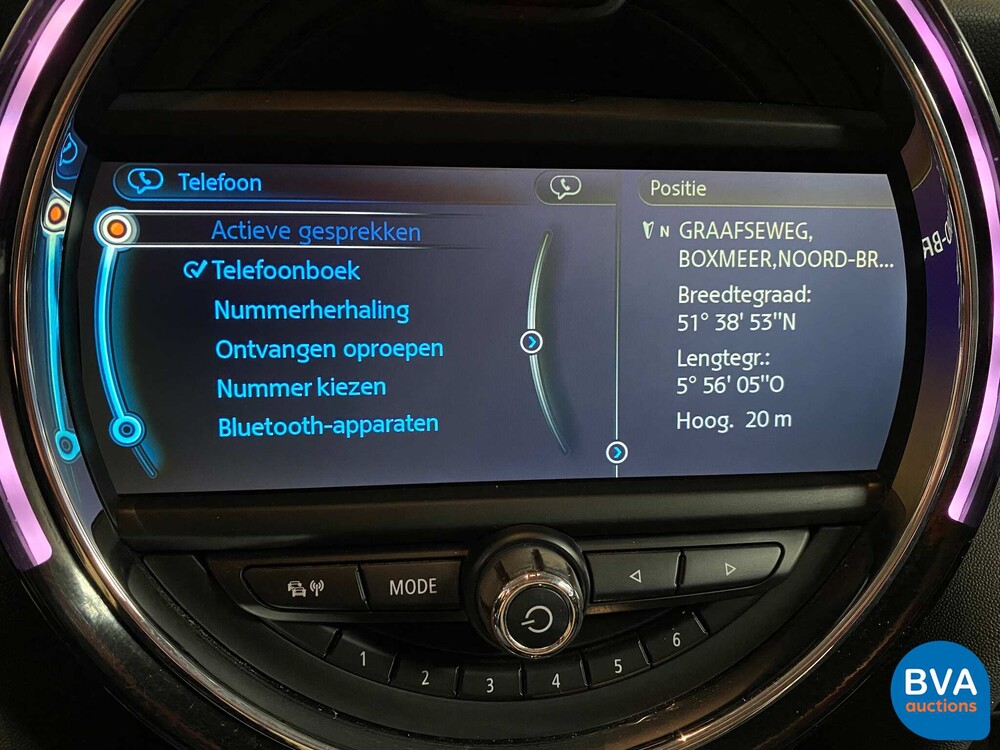 Telefoon
Actieve gesprekken
Telefoonboek
Nummerherhaling
Ontvangen oproepen
Nummer kiezen
Bluetooth-apparaten
Positie
N GRAAFSEWEG,
BOXMEER,NOORD-BR...
Breedtegraad:
51° 38' 53"N
Lengtegr.:
5° 56' 05"O
Hoog. 20 m
MODE
1 2 3 4 5 6
BVA
auctions